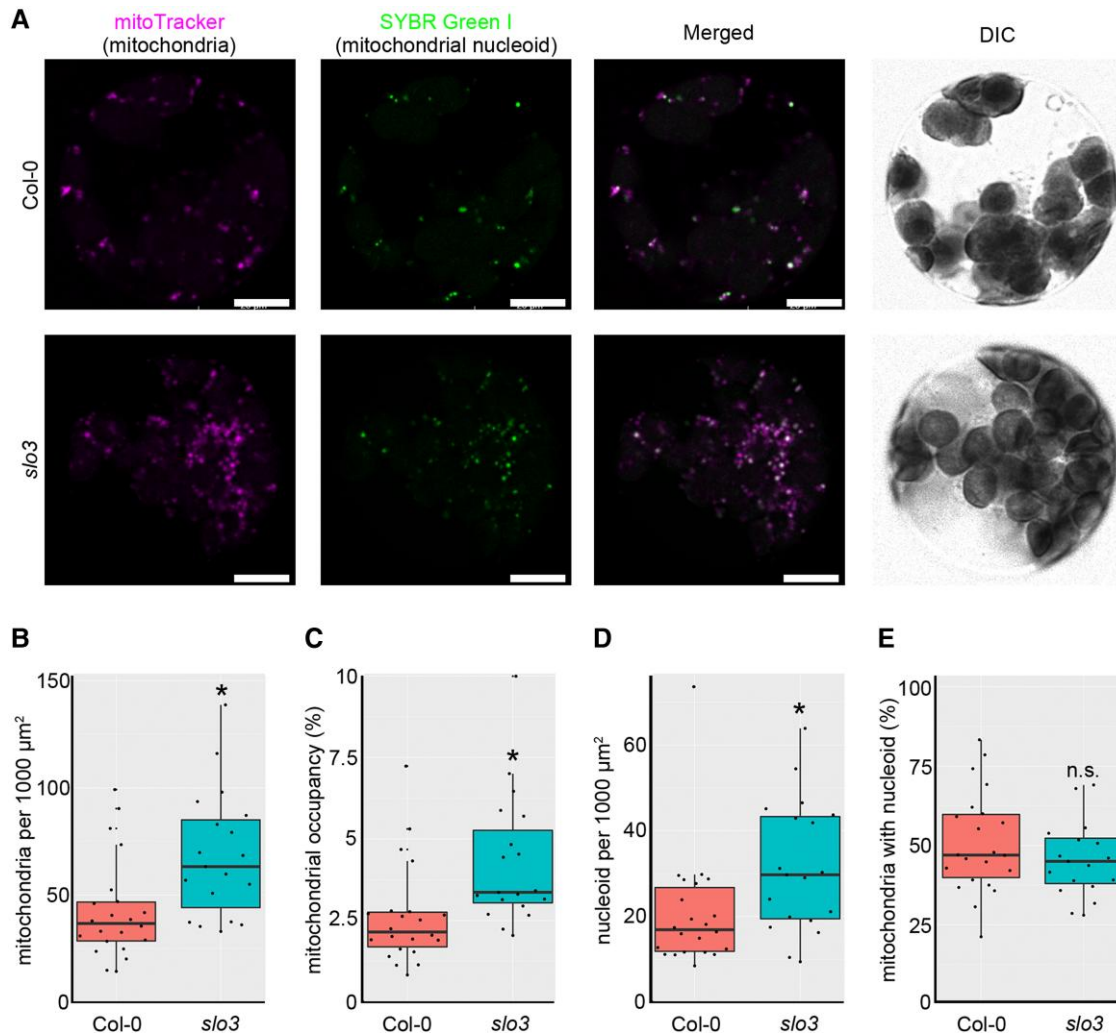 A
mitoTracker
(mitochondria)
SYBR Green I
(mitochondrial nucleoid)
Merged
DIC
Col-0
slo3
B
mitochondria per 1000 µm²
150
100
50
0
*
Col-0
slo3
C
mitochondrial occupancy (%)
10
7.5
5
2.5
0
*
Col-0
slo3
D
nucleoid per 1000 µm²
60
40
20
0
*
Col-0
slo3
E
mitochondria with nucleoid (%)
100
75
50
25
0
n.s.
Col-0
slo3